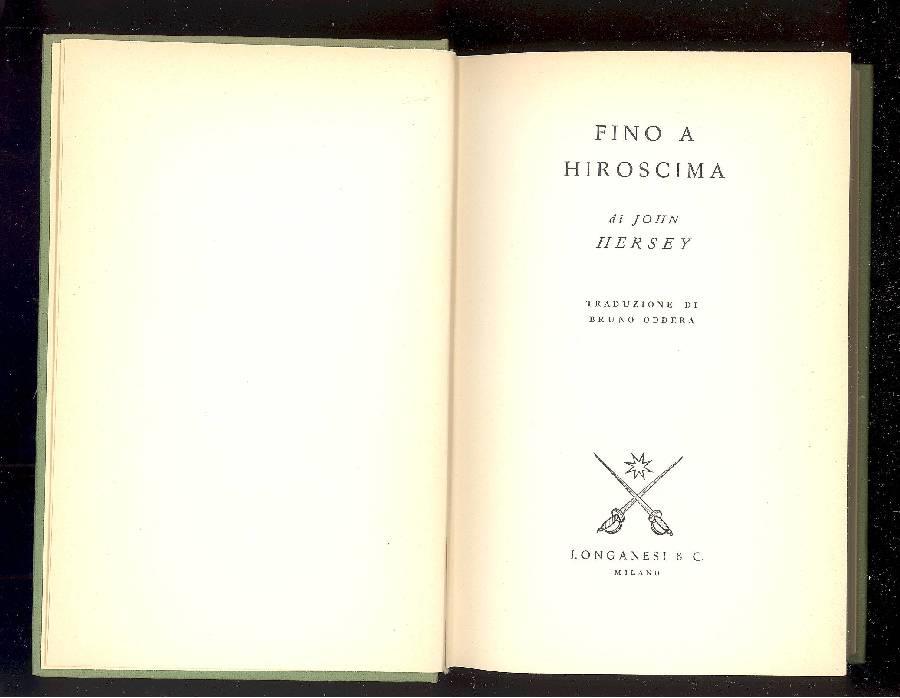 FINO A
HIROSCIMA
di JOHN
HERSEY
TRADUZIONE DI
BRUNO ODDERA
LONGANESI & C.
MILANO